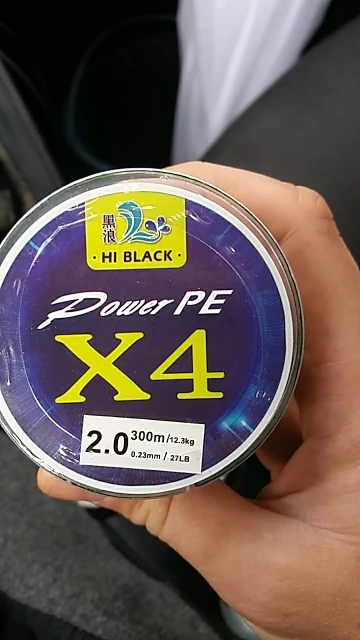 黑浪
· HI BLACK ·
Power PE
X4
2.0 300m/12.3kg
0.23mm / 27LB